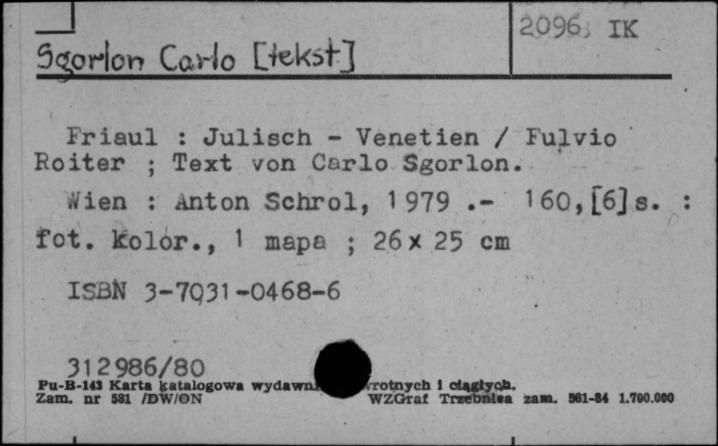 2096; IK
Sgorlon Carlo [tekst]
Friaul : Julisch - Venetien / Fulvio
Roiter ; Text von Carlo Sgorlon.
Wien : Anton Schrol, 1979 .- 160,[6]s. :
fot. kolor., 1 mapa ; 26 x 25 cm
ISBN 3-7031-0468-6
312986/80
Pu-B-143 Karta katalogowa wydawn rotnych i ciągłych.
Zam. nr 581 /DW/ON WZGraf Trzebnica zam. 561-84 1.700.000